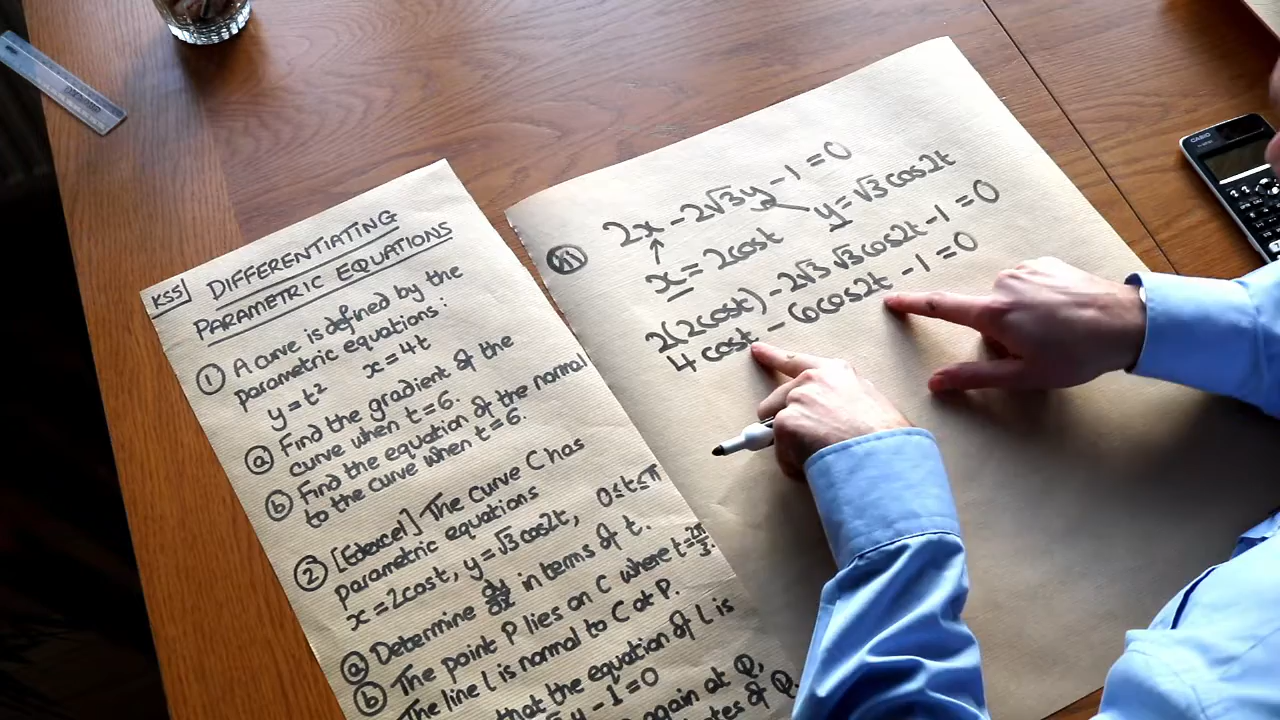 KS5
DIFFERENTIATING
PARAMETRIC EQUATIONS
① A curve is defined by the
parametric equations:
y = t² x = 4t
ⓐ Find the gradient of the
curve when t = 6.
ⓑ Find the equation of the normal
to the curve when t = 6.
② [Edexcel] The curve C has
parametric equations
x = 2cost, y = √3 cos2t, 0 ≤ t ≤ π
ⓐ Determine dy/dx in terms of t.
ⓑ The point P lies on C where t = 2π/3.
The line l is normal to C at P.
that the equation of l is
y - 1 = 0
again at Q.
of Q.
2x - 2√3y - 1 = 0
x = 2cost y = √3 cos2t
2(2cost) - 2√3 √3cos2t - 1 = 0
4cost - 6cos2t - 1 = 0
CASIO